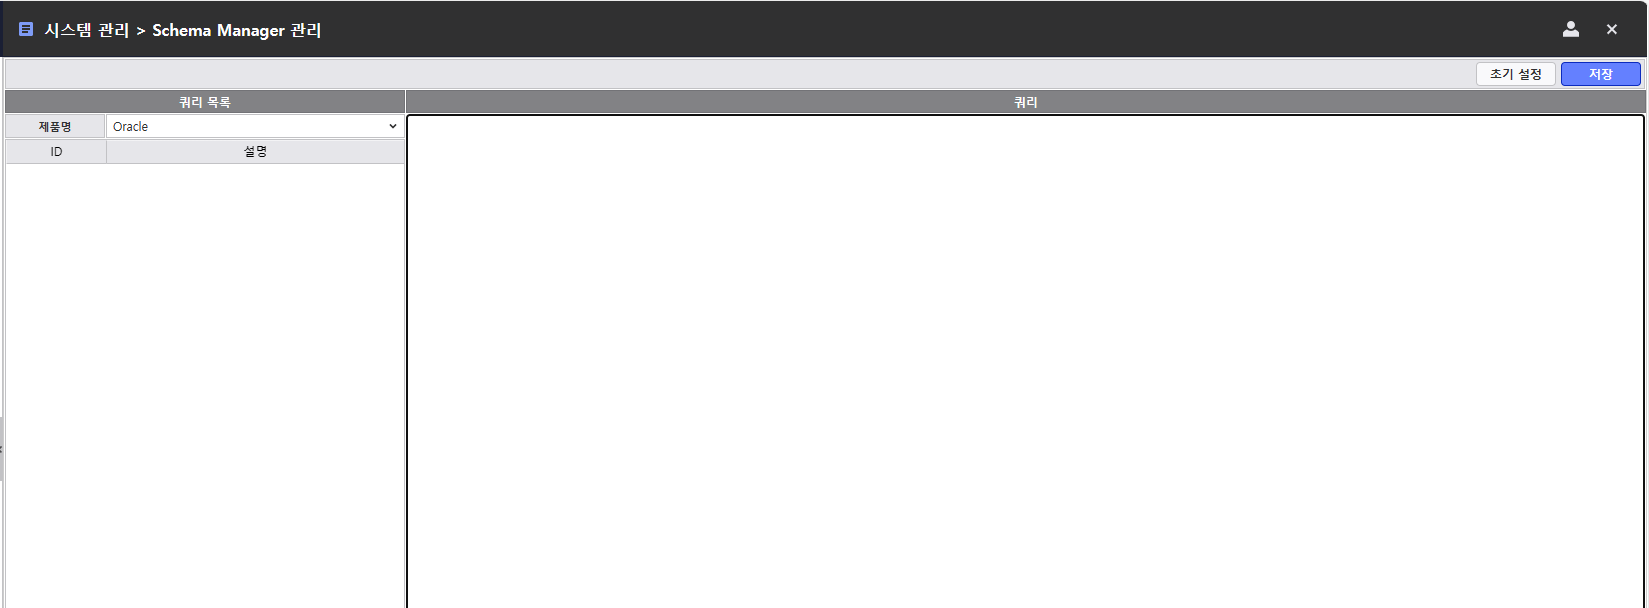 시스템 관리 > Schema Manager 관리
초기 설정 저장
쿼리 목록 쿼리
제품명 Oracle
ID 설명